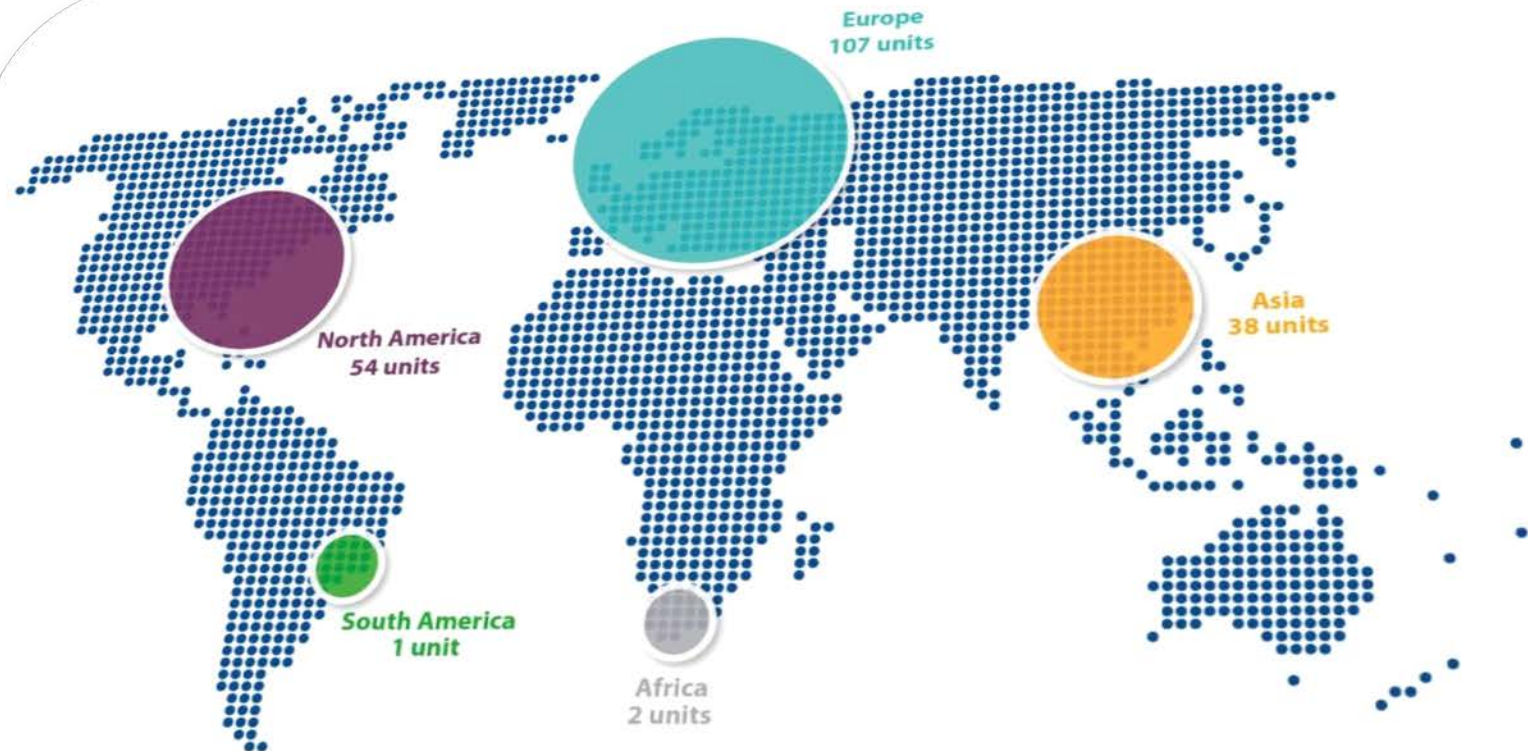 Europe
107 units
North America
54 units
Asia
38 units
South America
1 unit
Africa
2 units